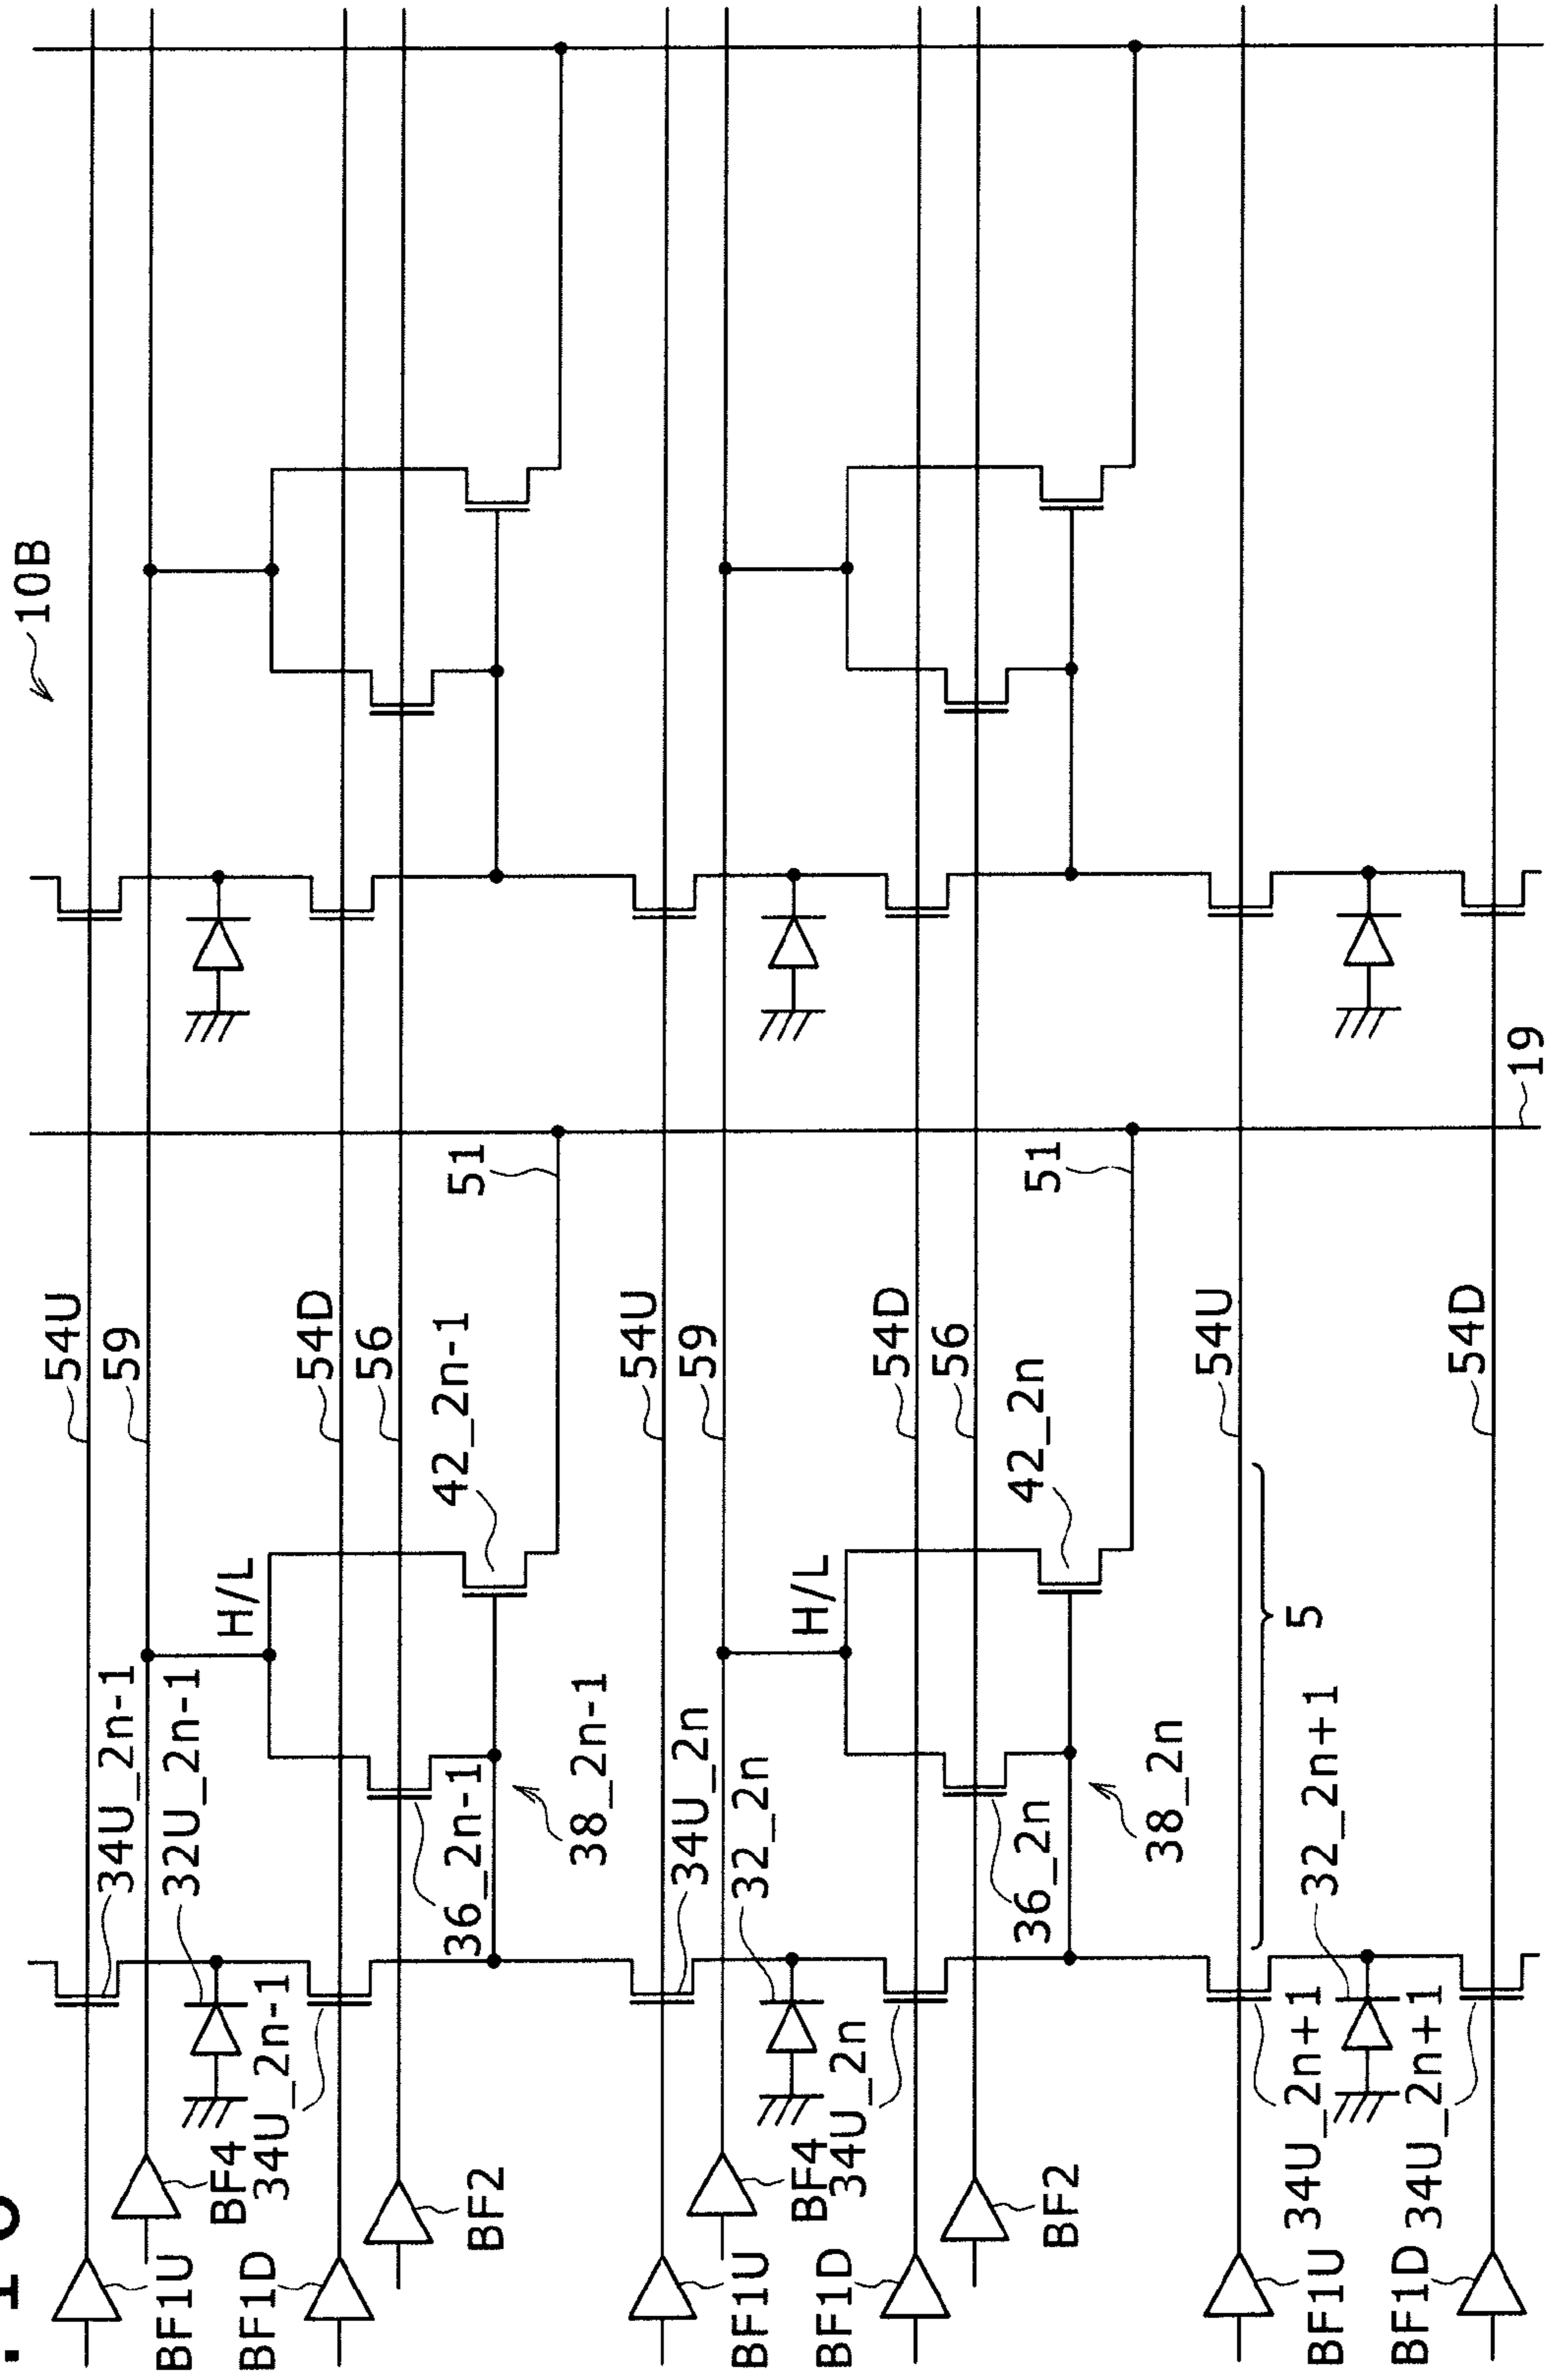 10B
54U
59
54D
56
51
42_2n-1
H/L
34U_2n-1
32U_2n-1
36_2n-1
38_2n-1
34U_2n-1
BF4
BF1U
BF1D
BF2
54U
59
54D
56
51
42_2n
H/L
34U_2n
32_2n
36_2n
38_2n
34U_2n
BF4
BF1U
BF1D
BF2
19
54U
54D
5
32_2n+1
34U_2n+1
34U_2n+1
BF1U
BF1D